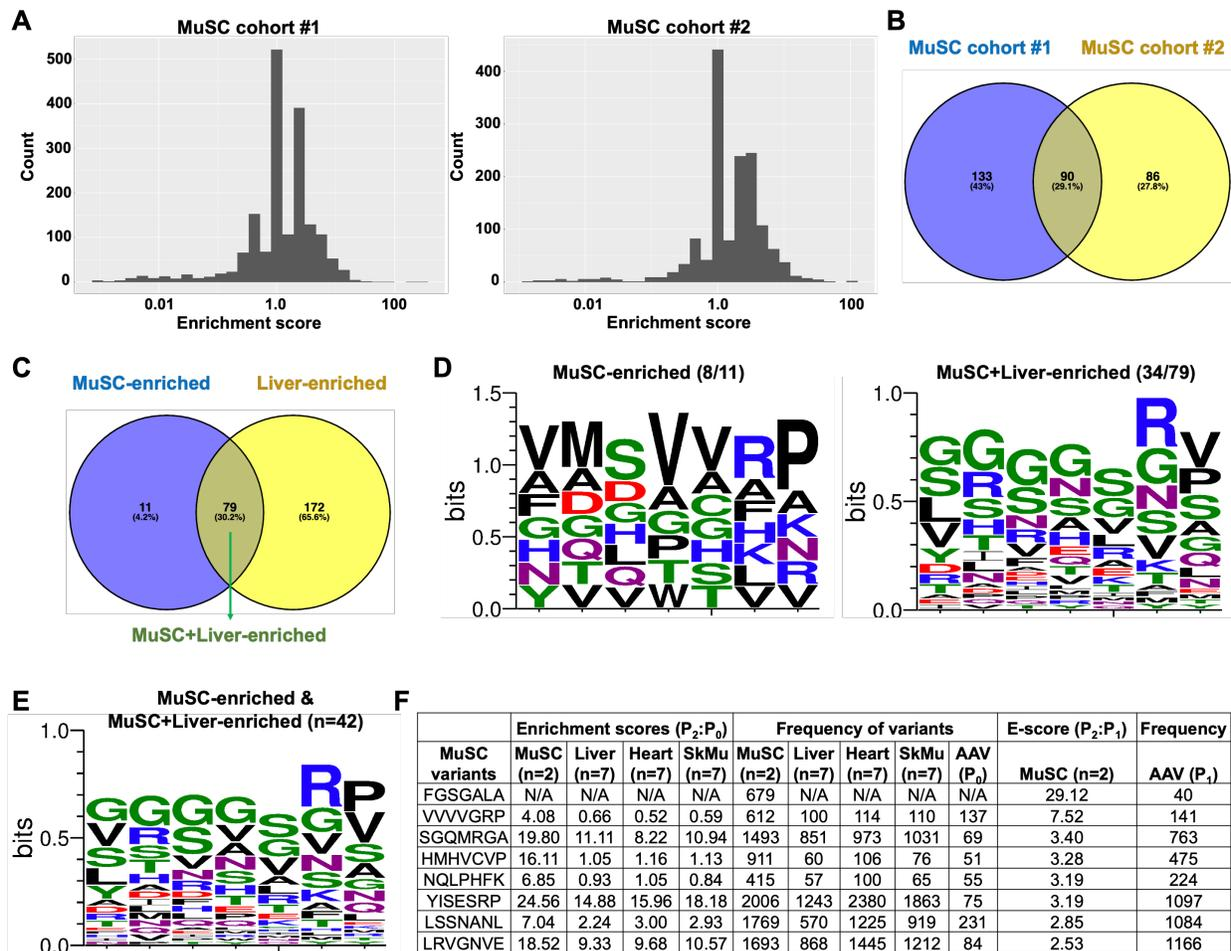 A
MuSC cohort #1
MuSC cohort #2
B
MuSC cohort #1
MuSC cohort #2
Count
500
400
300
200
100
0
0.01
1.0
100
Enrichment score
Count
400
300
200
100
0
0.01
1.0
100
Enrichment score
133
(43%)
90
(29.1%)
86
(27.8%)
C
MuSC-enriched
Liver-enriched
11
(4.2%)
79
(30.2%)
172
(65.6%)
MuSC+Liver-enriched
D
MuSC-enriched (8/11)
bits
1.5
1.0
0.5
0.0
MuSC+Liver-enriched (34/79)
bits
1.0
0.5
0.0
E
MuSC-enriched &
MuSC+Liver-enriched (n=42)
bits
1.0
0.5
0.0
F
Enrichment scores (P2:P0) Frequency of variants E-score (P2:P1) Frequency
MuSC variants MuSC (n=2) Liver (n=7) Heart (n=7) SkMu (n=7) MuSC (n=2) Liver (n=7) Heart (n=7) SkMu (n=7) AAV (P0) MuSC (n=2) AAV (P1)
FGSGALA N/A N/A N/A N/A 679 N/A N/A N/A N/A 29.12 40
VVVVGRP 4.08 0.66 0.52 0.59 612 100 114 110 137 7.52 141
SGQMRGA 19.80 11.11 8.22 10.94 1493 851 973 1031 69 3.40 763
HMHVCVP 16.11 1.05 1.16 1.13 911 60 106 76 51 3.28 475
NQLPHFK 6.85 0.93 1.05 0.84 415 57 100 65 55 3.19 224
YISESRP 24.56 14.88 15.96 18.18 2006 1243 2380 1863 75 3.19 1097
LSSNANL 7.04 2.24 3.00 2.93 1769 570 1225 919 231 2.85 1084
LRVGNVE 18.52 9.33 9.68 10.57 1693 868 1445 1212 84 2.55 1166